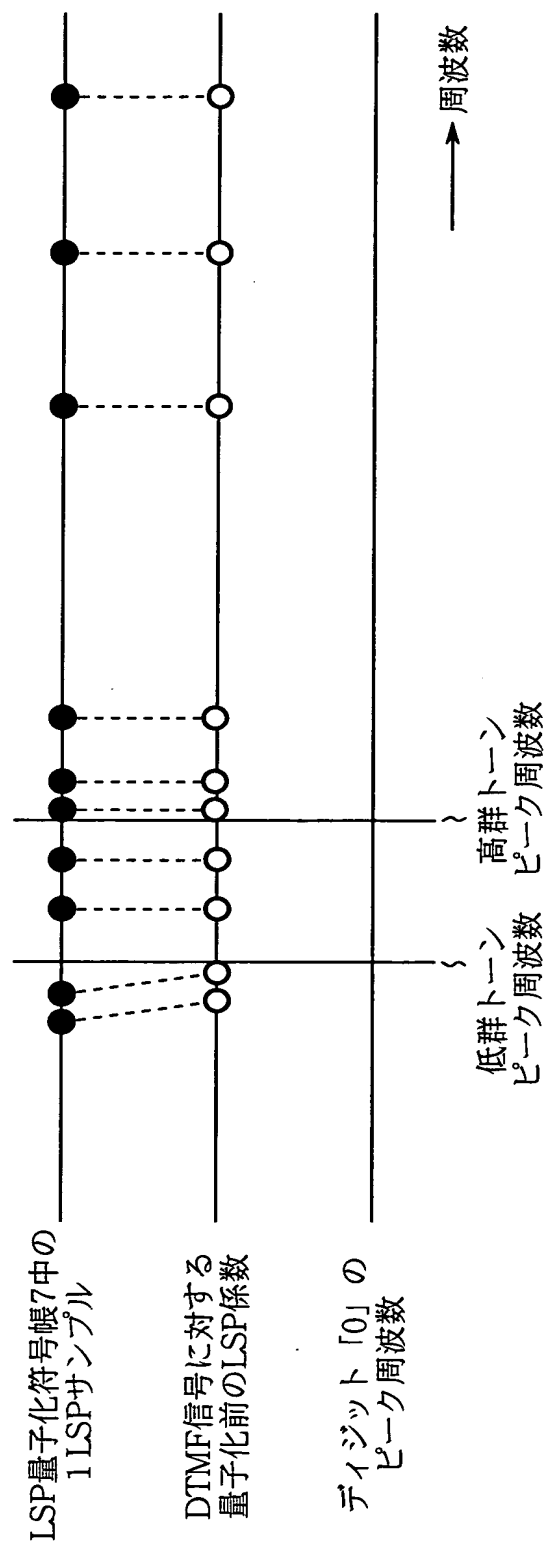 LSP量子化符号帳7中の
1LSPサンプル
DTMF信号に対する
量子化前のLSP係数
ディジット「0」の
ピーク周波数
低群トーン
ピーク周波数
高群トーン
ピーク周波数
周波数